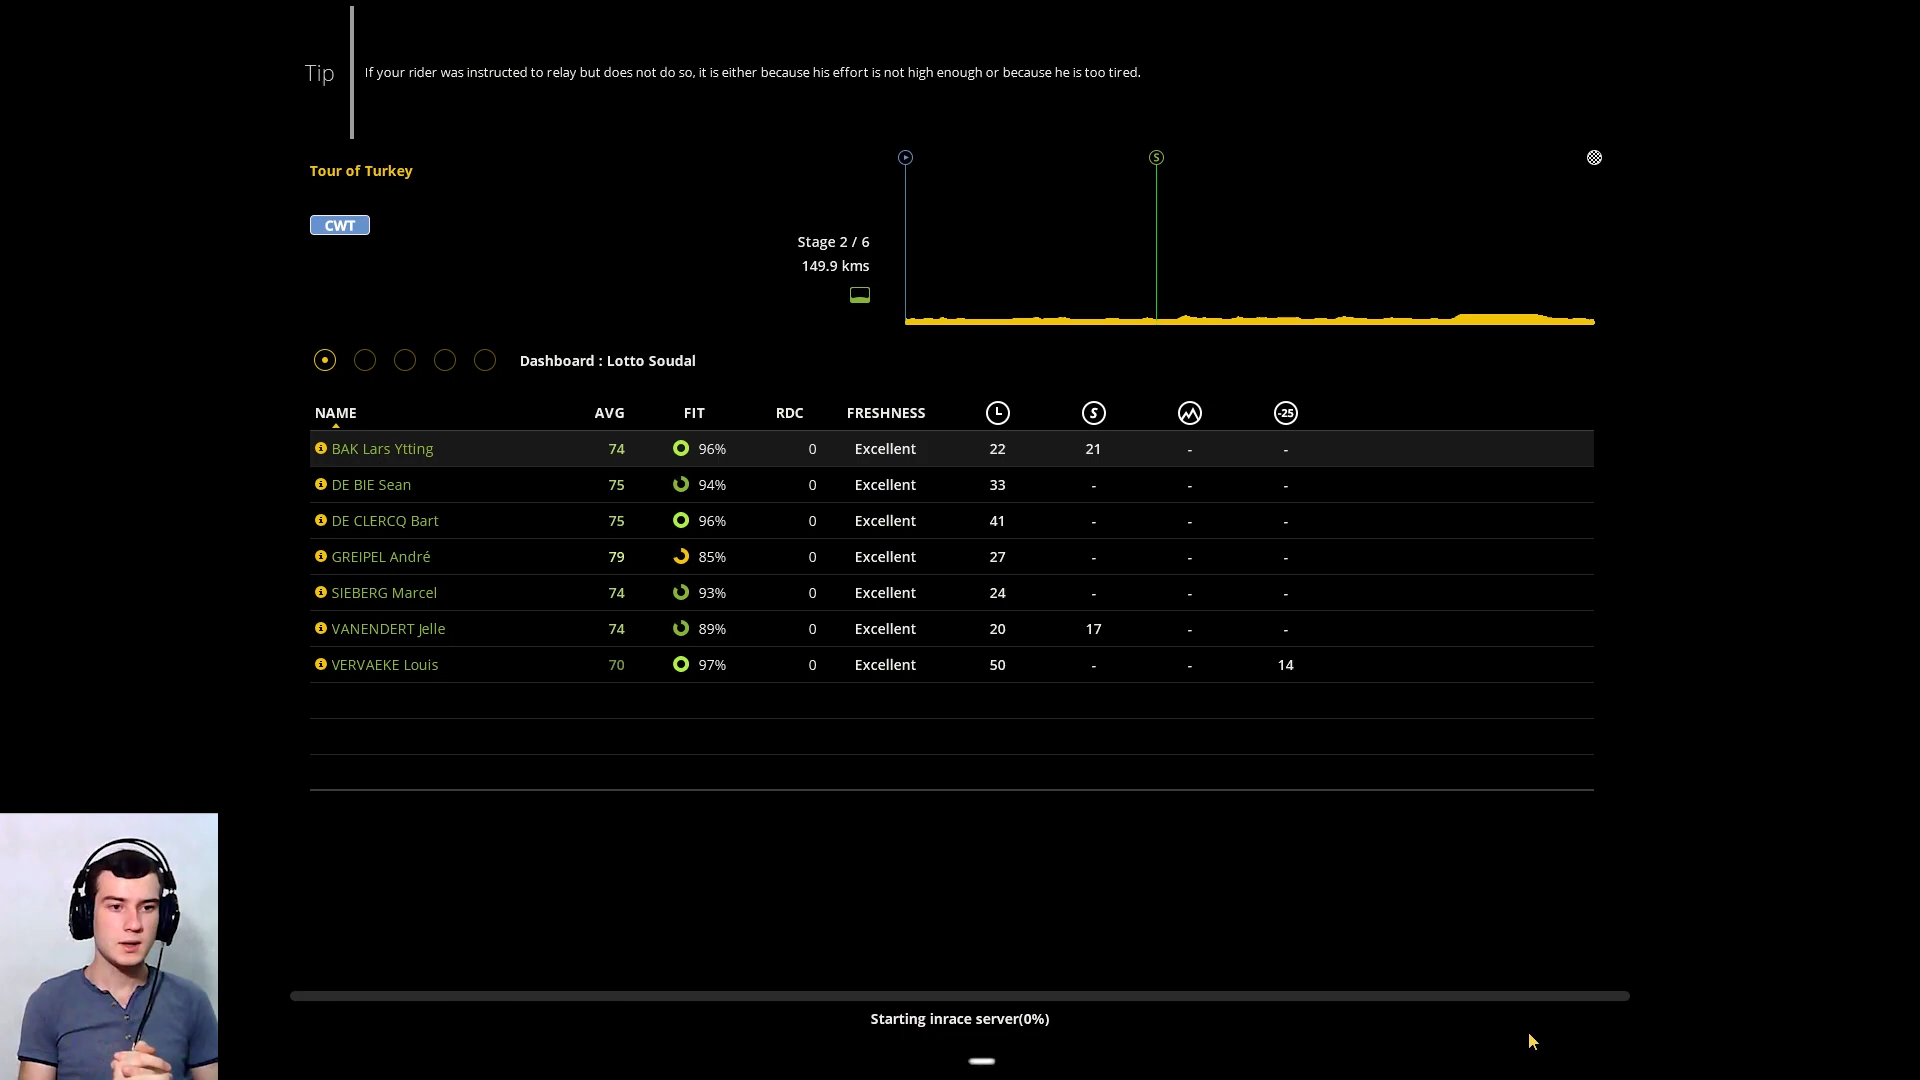 Tip
If your rider was instructed to relay but does not do so, it is either because his effort is not high enough or because he is too tired.
Tour of Turkey
CWT
Stage 2 / 6
149.9 kms
S
Dashboard : Lotto Soudal
NAME AVG FIT RDC FRESHNESS S -25
BAK Lars Ytting 74 96% 0 Excellent 22 21 - -
DE BIE Sean 75 94% 0 Excellent 33 - - -
DE CLERCQ Bart 75 96% 0 Excellent 41 - - -
GREIPEL André 79 85% 0 Excellent 27 - - -
SIEBERG Marcel 74 93% 0 Excellent 24 - - -
VANENDERT Jelle 74 89% 0 Excellent 20 17 - -
VERVAEKE Louis 70 97% 0 Excellent 50 - - 14
Starting inrace server(0%)